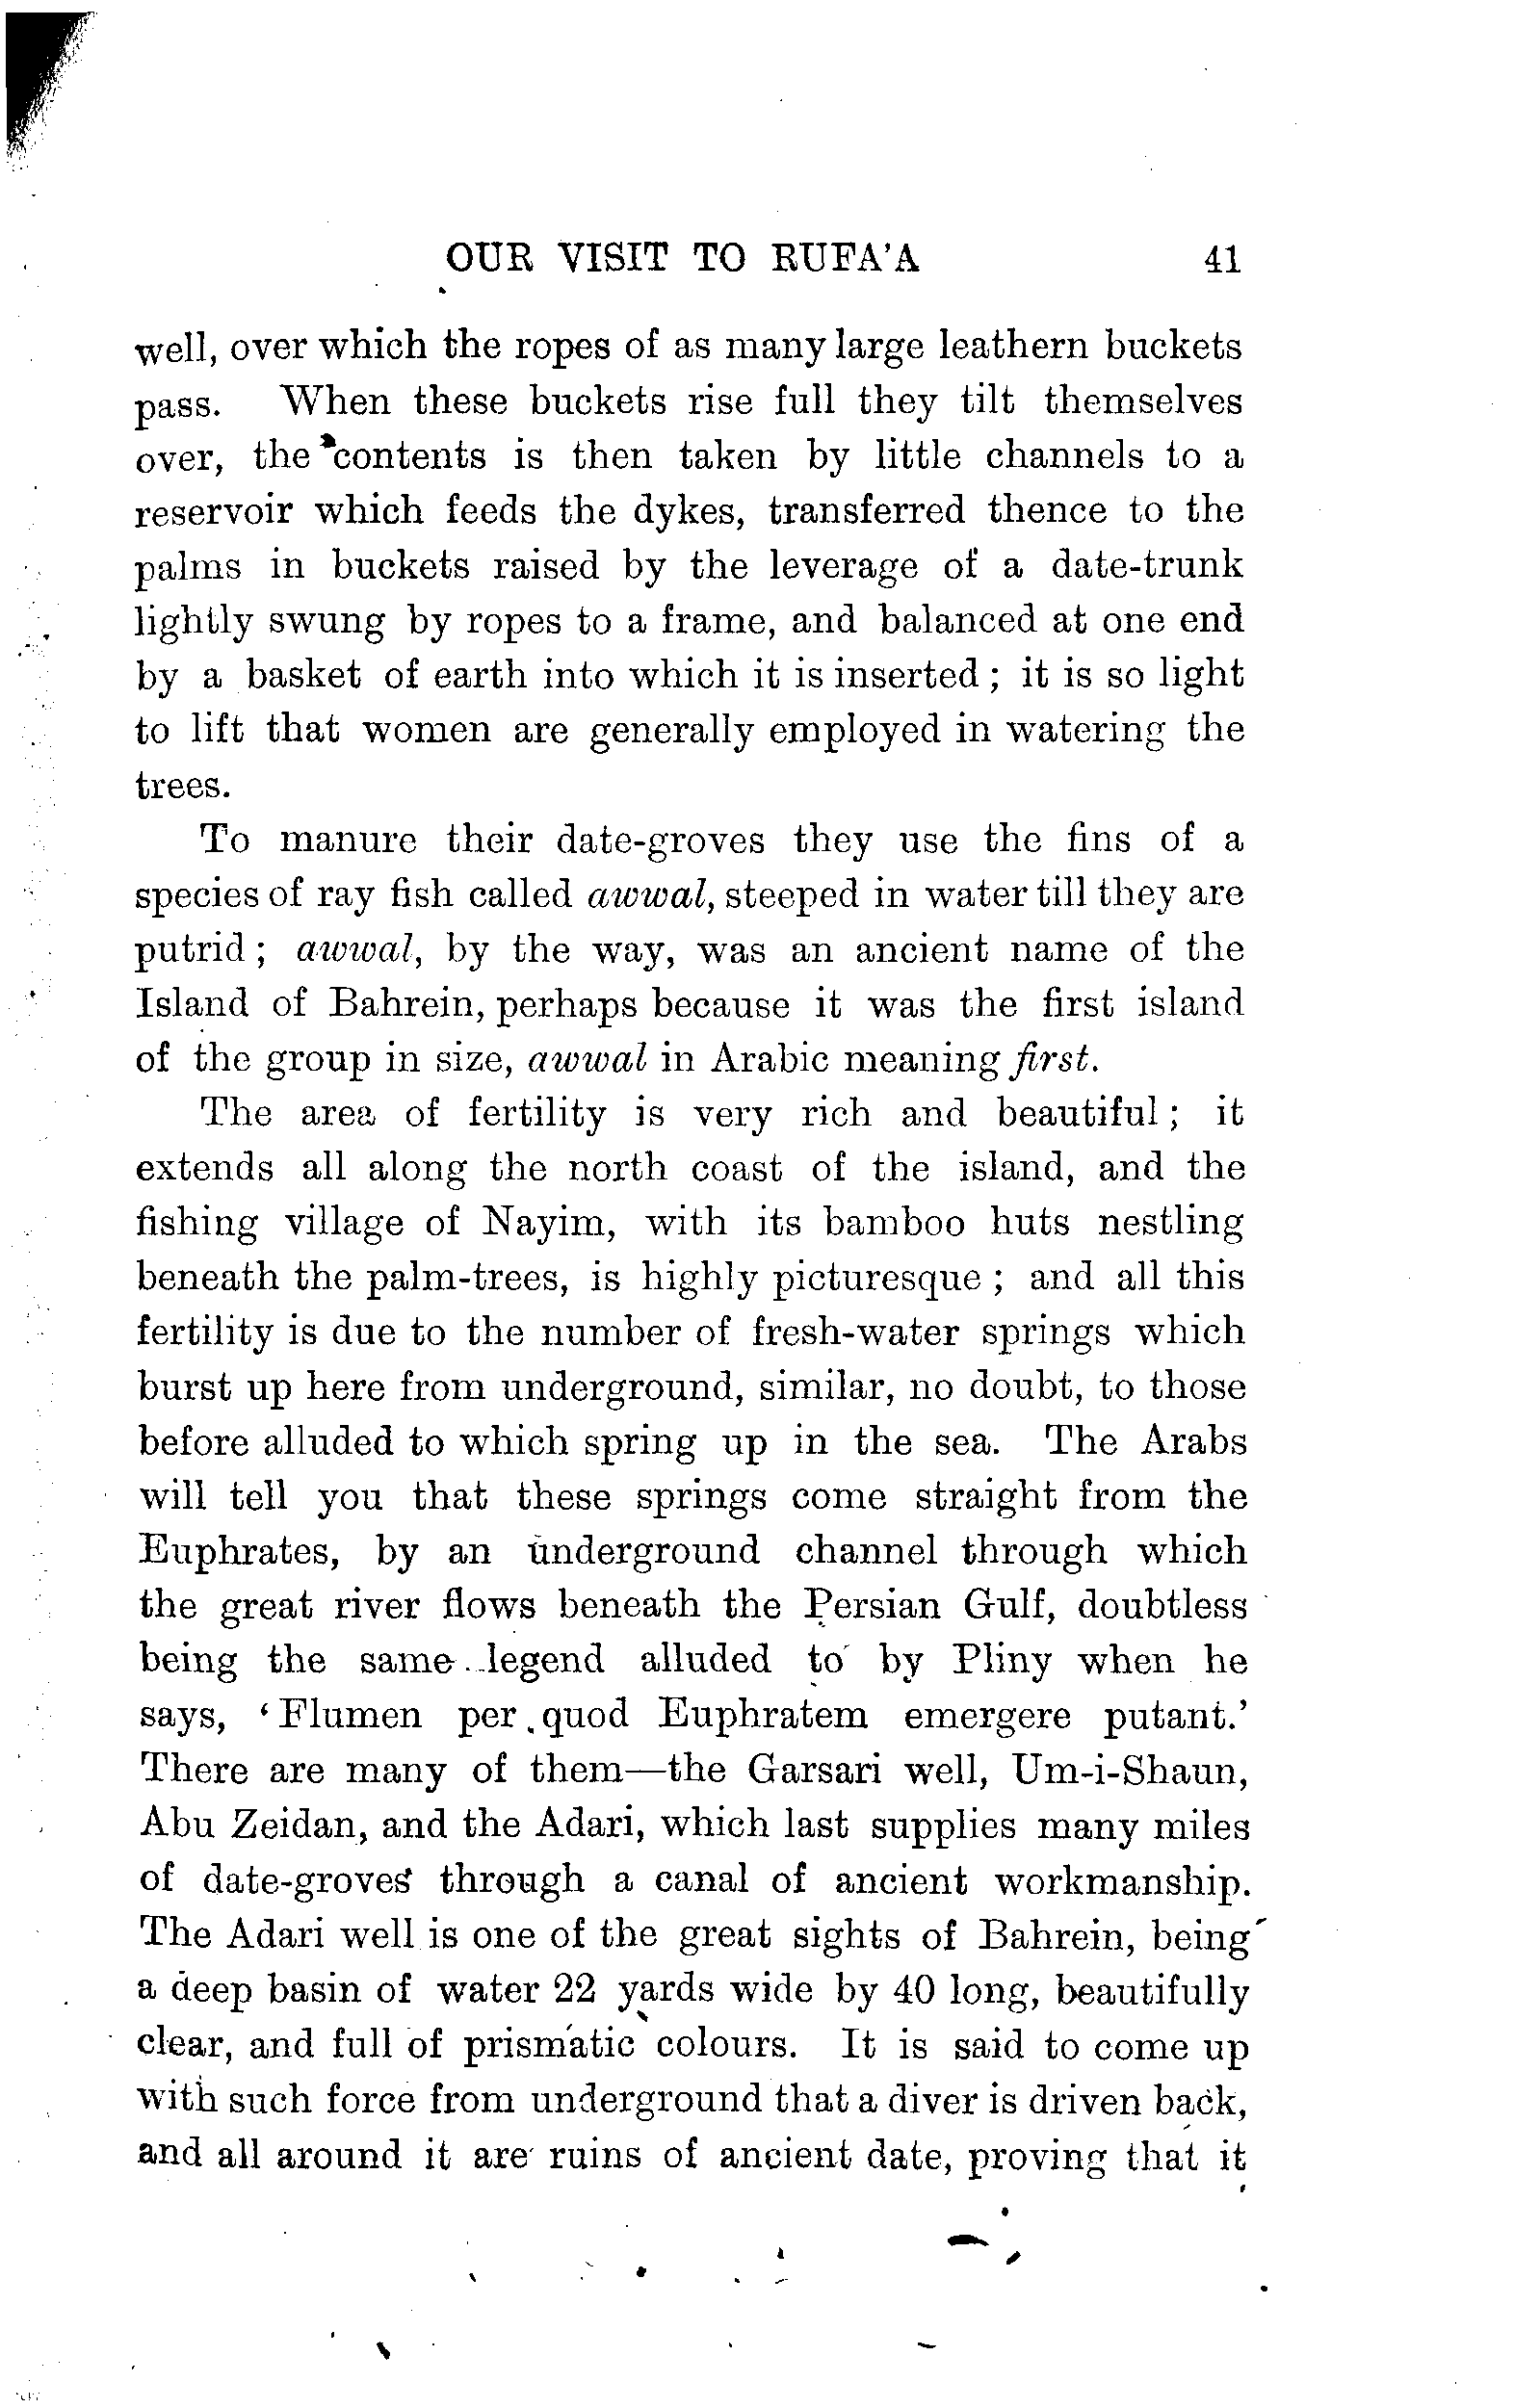 OUR VISIT TO RUFA'A 41
well, over which the ropes of as many large leathern buckets
pass. When these buckets rise full they tilt themselves
over, the contents is then taken by little channels to a
reservoir which feeds the dykes, transferred thence to the
palms in buckets raised by the leverage of a date-trunk
lightly swung by ropes to a frame, and balanced at one end
by a basket of earth into which it is inserted; it is so light
to lift that women are generally employed in watering the
trees.
To manure their date-groves they use the fins of a
species of ray fish called awwal, steeped in water till they are
putrid; awwal, by the way, was an ancient name of the
Island of Bahrein, perhaps because it was the first island
of the group in size, awwal in Arabic meaning first.
The area of fertility is very rich and beautiful; it
extends all along the north coast of the island, and the
fishing village of Nayim, with its bamboo huts nestling
beneath the palm-trees, is highly picturesque; and all this
fertility is due to the number of fresh-water springs which
burst up here from underground, similar, no doubt, to those
before alluded to which spring up in the sea. The Arabs
will tell you that these springs come straight from the
Euphrates, by an underground channel through which
the great river flows beneath the Persian Gulf, doubtless
being the same legend alluded to by Pliny when he
says, 'Flumen per quod Euphratem emergere putant.'
There are many of them—the Garsari well, Um-i-Shaun,
Abu Zeidan, and the Adari, which last supplies many miles
of date-groves through a canal of ancient workmanship.
The Adari well is one of the great sights of Bahrein, being
a deep basin of water 22 yards wide by 40 long, beautifully
clear, and full of prismatic colours. It is said to come up
with such force from underground that a diver is driven back,
and all around it are ruins of ancient date, proving that it